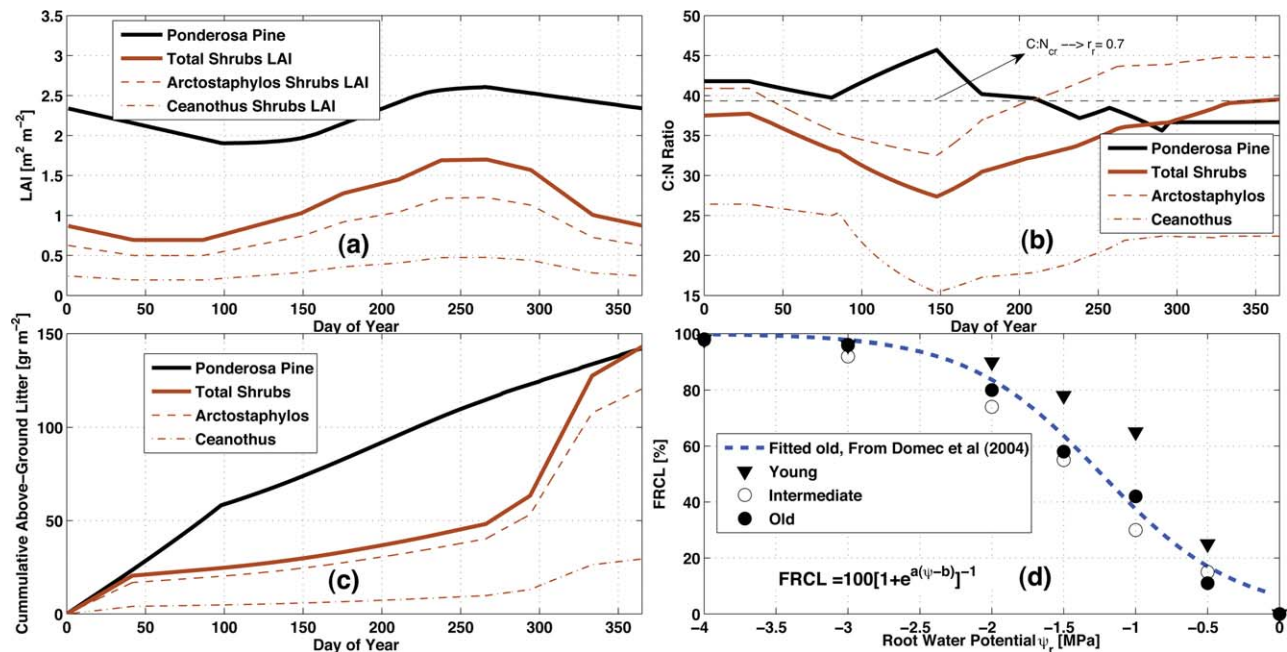 3.5
3
2.5
2
1.5
1
0.5
0
LAI [m² m⁻²]
Ponderosa Pine
Total Shrubs LAI
Arctostaphylos Shrubs LAI
Ceanothus Shrubs LAI
(a)
0 50 100 150 200 250 300 350
Day of Year
50
45
40
35
30
25
20
15
C:N Ratio
C:N_cr −−> r_r = 0.7
Ponderosa Pine
Total Shrubs
Arctostaphylos
Ceanothus
(b)
0 50 100 150 200 250 300 350
Day of Year
150
100
50
0
Cummulative Above−Ground Litter [gr m⁻²]
Ponderosa Pine
Total Shrubs
Arctostaphylos
Ceanothus
(c)
0 50 100 150 200 250 300 350
Day of Year
100
80
60
40
20
0
FRCL [%]
Fitted old, From Domec et al (2004)
Young
Intermediate
Old
(d)
FRCL =100[1+e^a(ψ−b)]⁻¹
−4 −3.5 −3 −2.5 −2 −1.5 −1 −0.5 0
Root Water Potential ψ_r [MPa]